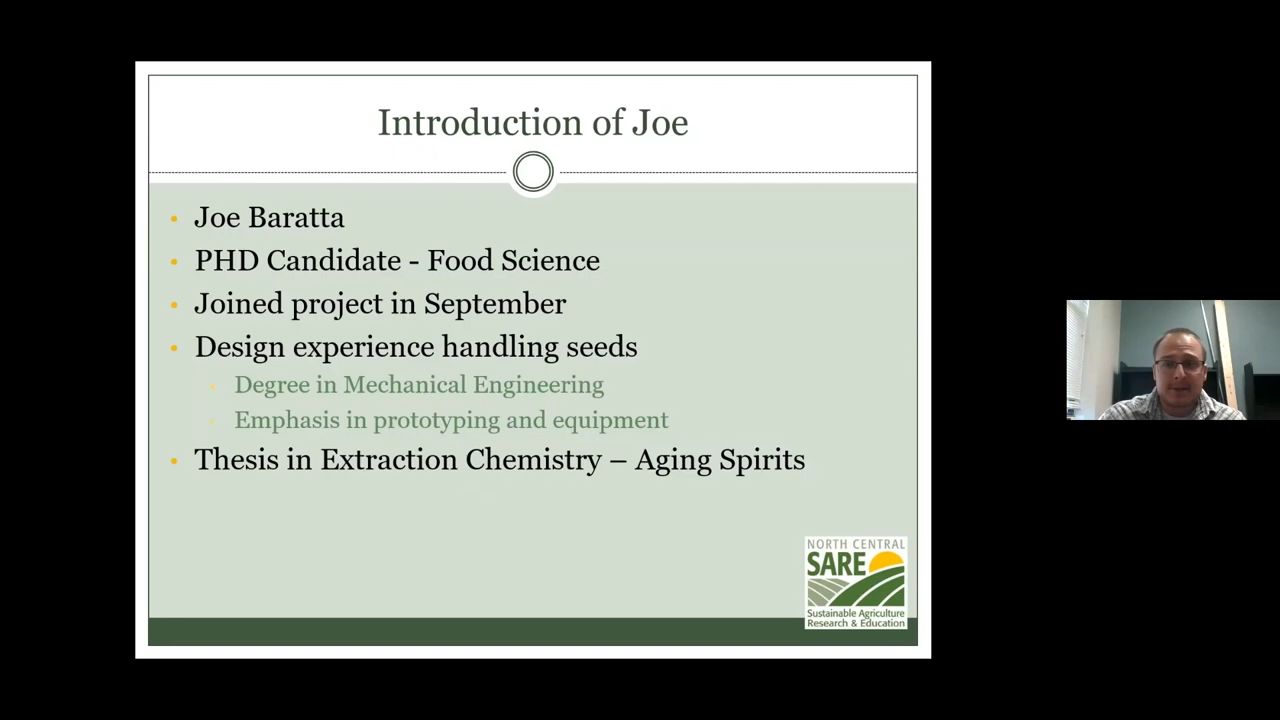 Introduction of Joe
Joe Baratta
PHD Candidate - Food Science
Joined project in September
Design experience handling seeds
Degree in Mechanical Engineering
Emphasis in prototyping and equipment
Thesis in Extraction Chemistry – Aging Spirits
NORTH CENTRAL
SARE
Sustainable Agriculture
Research & Education